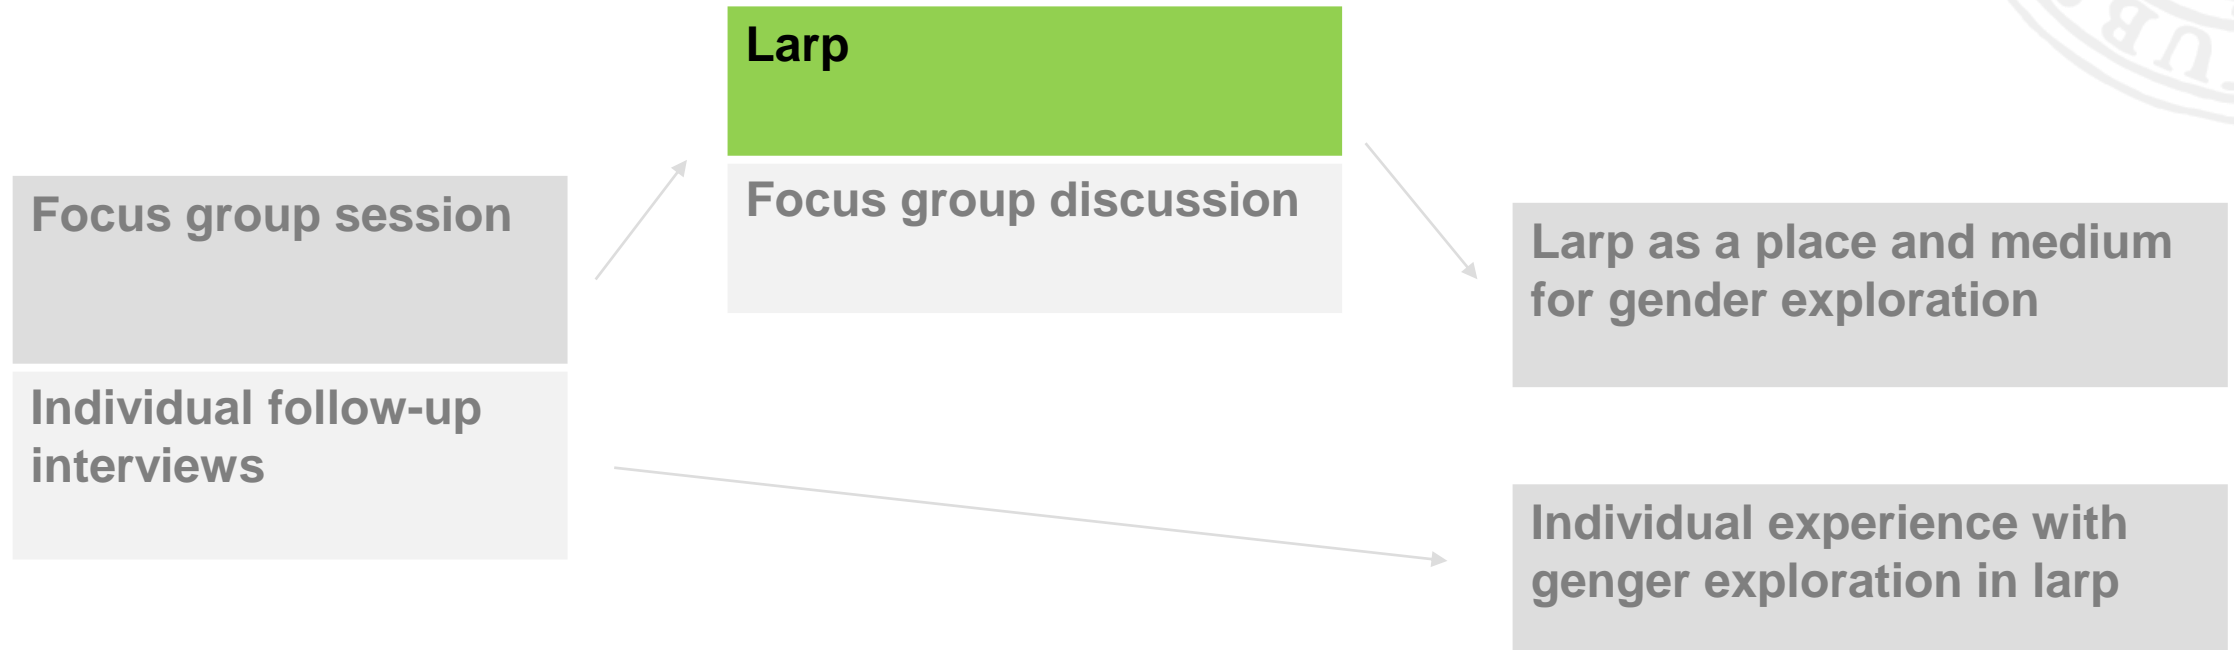 Larp
Focus group discussion
Focus group session
Individual follow-up
interviews
Larp as a place and medium
for gender exploration
Individual experience with
genger exploration in larp